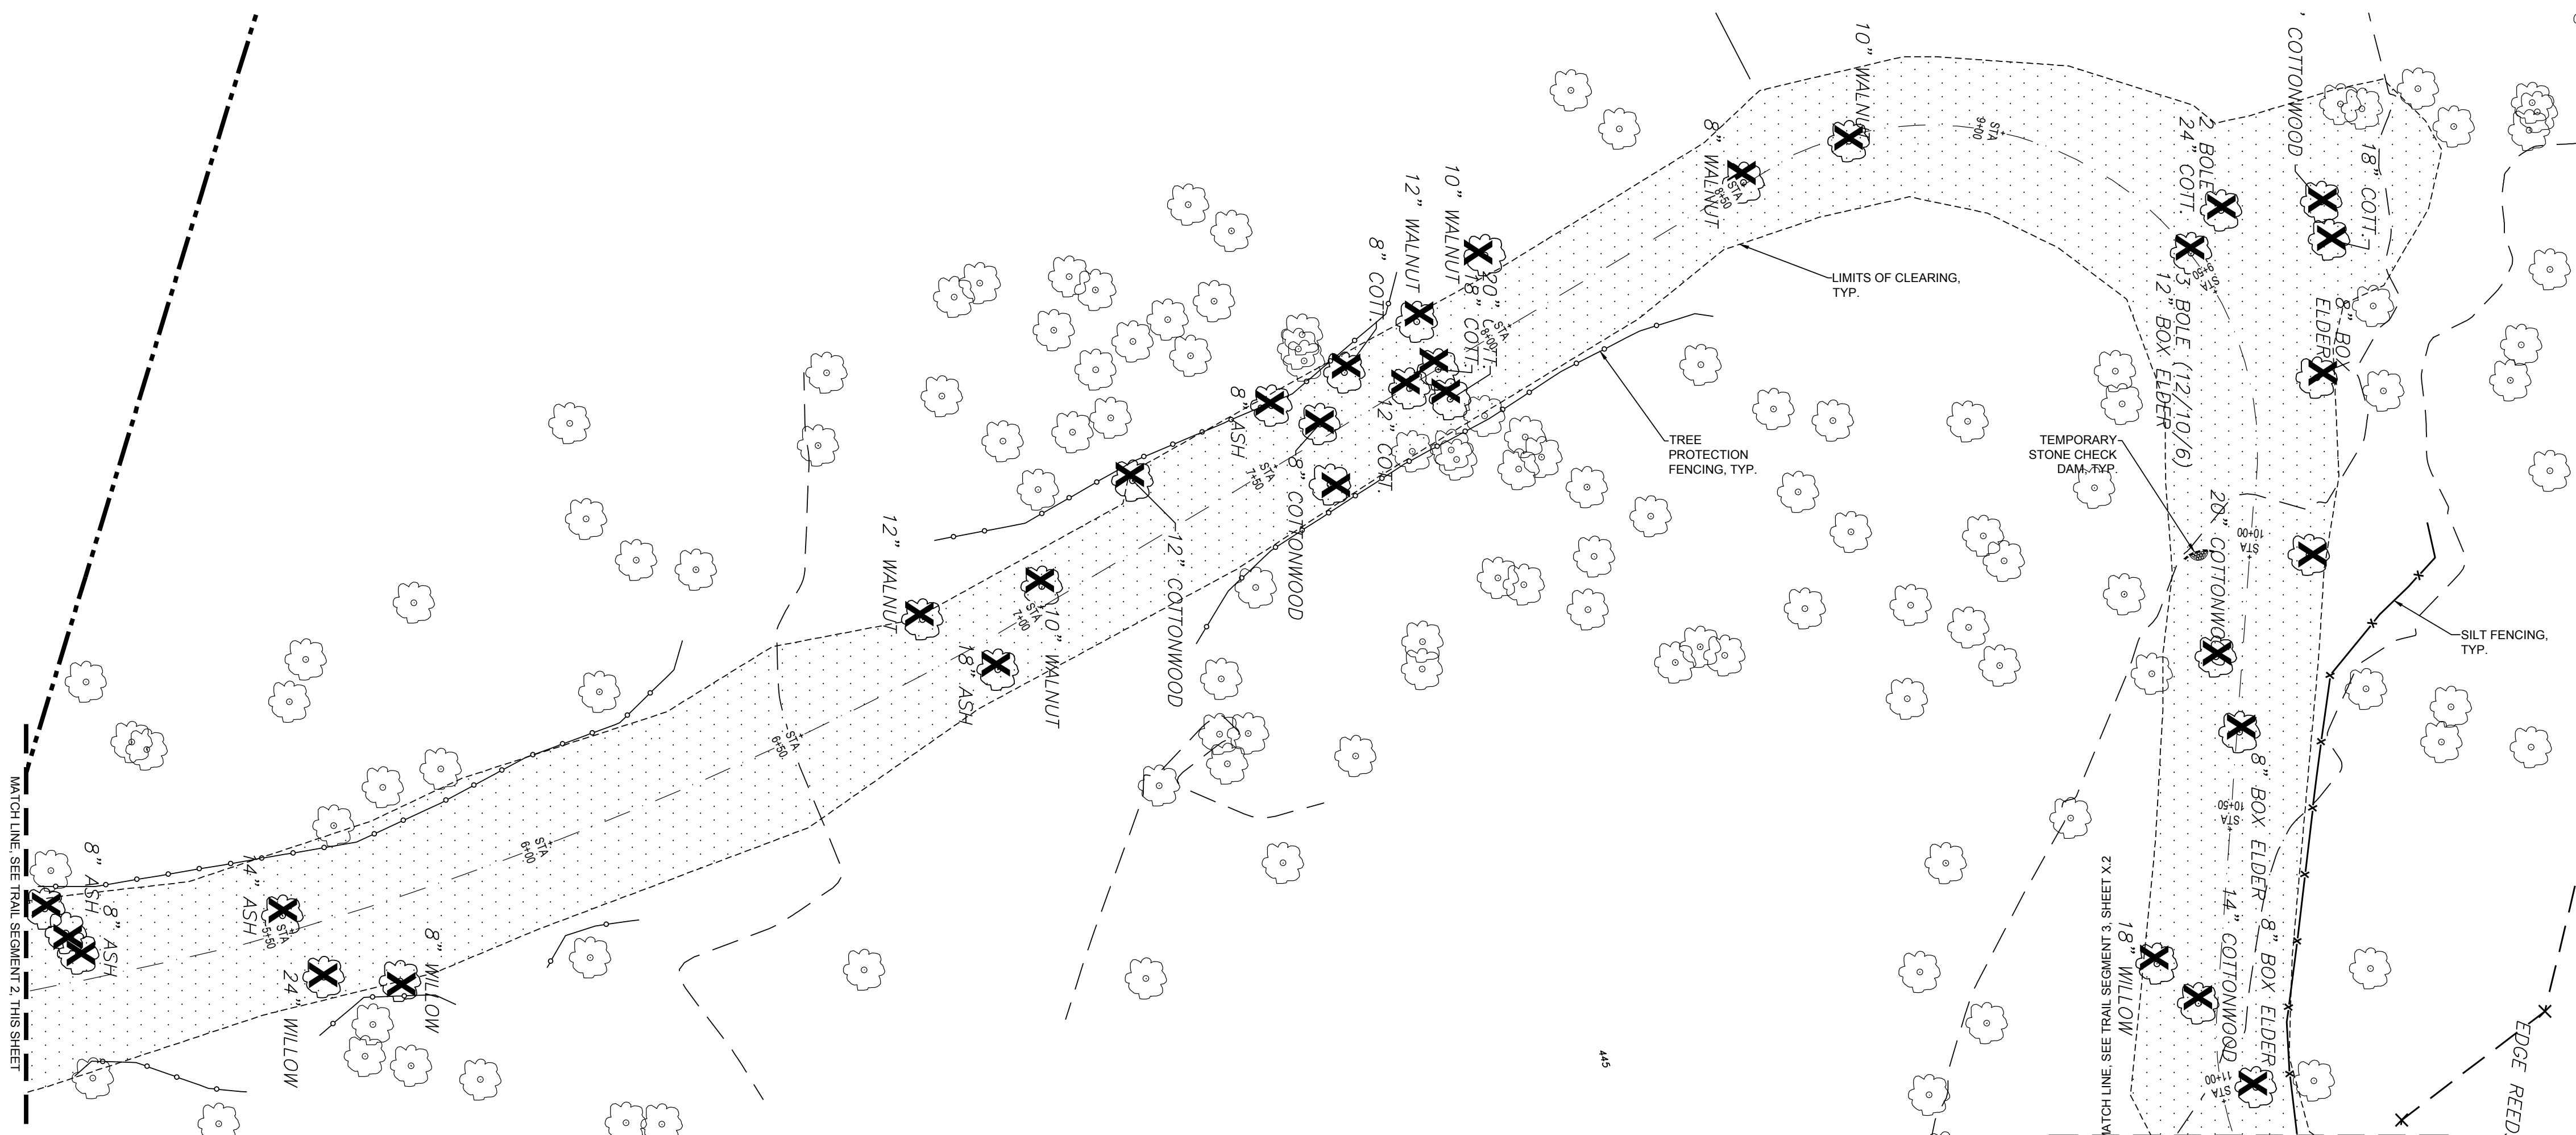 MATCH LINE, SEE TRAIL SEGMENT 2, THIS SHEET
8" ASH
8" ASH
14" ASH
STA
5+50
24" WILLOW
8" WILLOW
STA
6+00
STA
6+50
12" WALNUT
18" ASH
STA
7+00
10" WALNUT
12" COTTONWOOD
8" ASH
STA
7+50
8" COTTONWOOD
8" COTT.
12" COTT.
12" WALNUT
10" WALNUT
18" COTT.
20" COTT.
STA
8+00
TREE
PROTECTION
FENCING, TYP.
8" WALNUT
STA
8+50
10" WALNUT
LIMITS OF CLEARING,
TYP.
STA
9+00
2 BOLE
24" COTT.
3 BOLE (12/10/6)
12" BOX ELDER
STA
9+50
COTTONWOOD
18" COTT.
8" BOX
ELDER
TEMPORARY
STONE CHECK
DAM, TYP.
20" COTTONWOOD
STA
10+00
SILT FENCING,
TYP.
8" BOX ELDER
STA
10+50
14" COTTONWOOD
8" BOX ELDER
18" WILLOW
MATCH LINE, SEE TRAIL SEGMENT 3, SHEET X.2
STA
11+00
445
EDGE REED